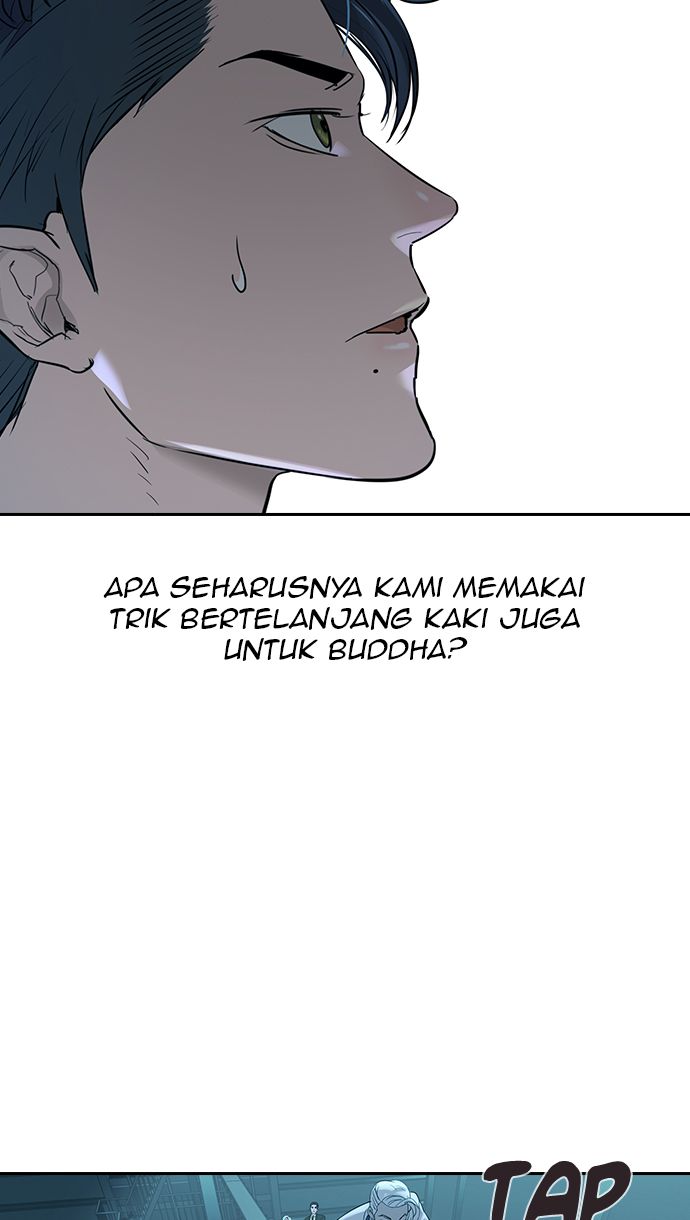 APA SEHARUSNYA KAMI MEMAKAI
TRIK BERTELANJANG KAKI JUGA
UNTUK BUDDHA?
TAP